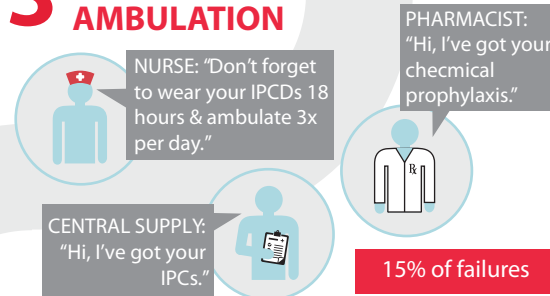 3
AMBULATION
PHARMACIST:
“Hi, I’ve got your
checmical
prophylaxis.”
NURSE: “Don’t forget
to wear your IPCDs 18
hours & ambulate 3x
per day.”
℞
CENTRAL SUPPLY:
“Hi, I’ve got your
IPCs.”
15% of failures